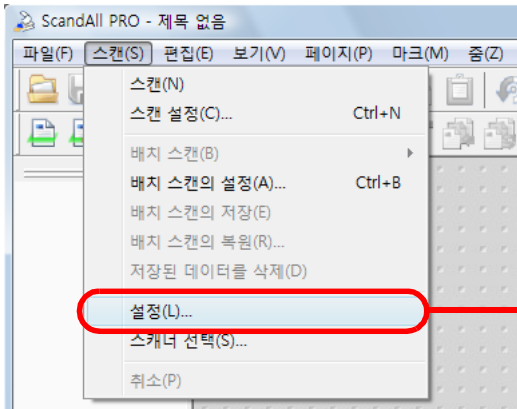 ScandAll PRO - 제목 없음
파일(F) 스캔(S) 편집(E) 보기(V) 페이지(P) 마크(M) 줌(Z)
스캔(N)
스캔 설정(C)... Ctrl+N
배치 스캔(B)
배치 스캔의 설정(A)... Ctrl+B
배치 스캔의 저장(E)
배치 스캔의 복원(R)...
저장된 데이터를 삭제(D)
설정(L)...
스캐너 선택(S)...
취소(P)